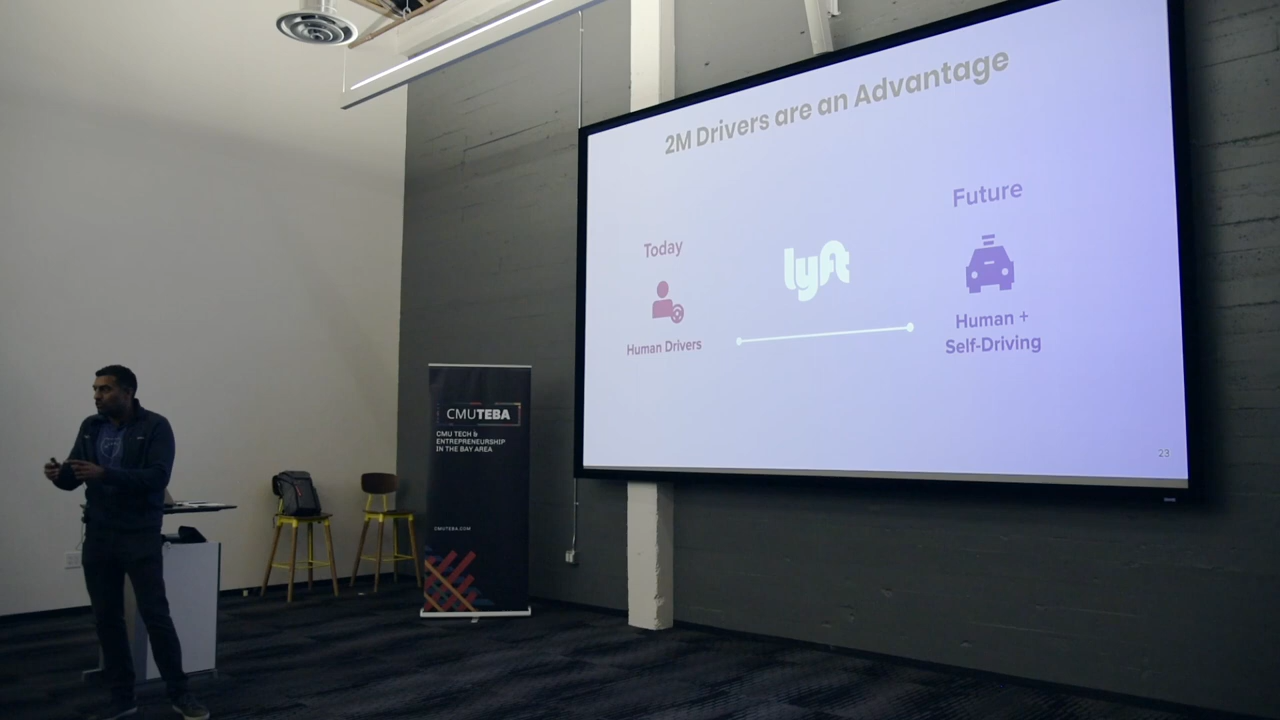 2M Drivers are an Advantage
Today
Human Drivers
lyft
Future
Human +
Self-Driving
23
CMUTEBA
CMU TECH &
ENTREPRENEURSHIP
IN THE BAY AREA
CMUTEBA.COM